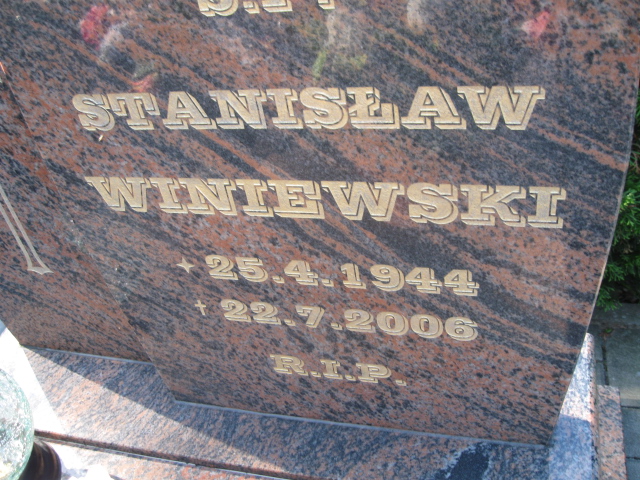 STANISŁAW
WINIEWSKI
25.4.1944
22.7.2006
R.I.P.